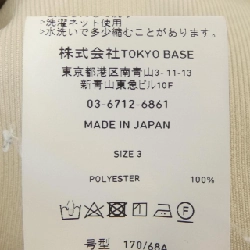 >洗濯ネット使用
>水洗いで多少縮むことがあります.
株式会社TOKYO BASE
東京都港区南青山3-11-13
新青山東急ビル10F
03-6712-6861
MADE IN JAPAN
SIZE 3
POLYESTER 100%
号型 170/68A